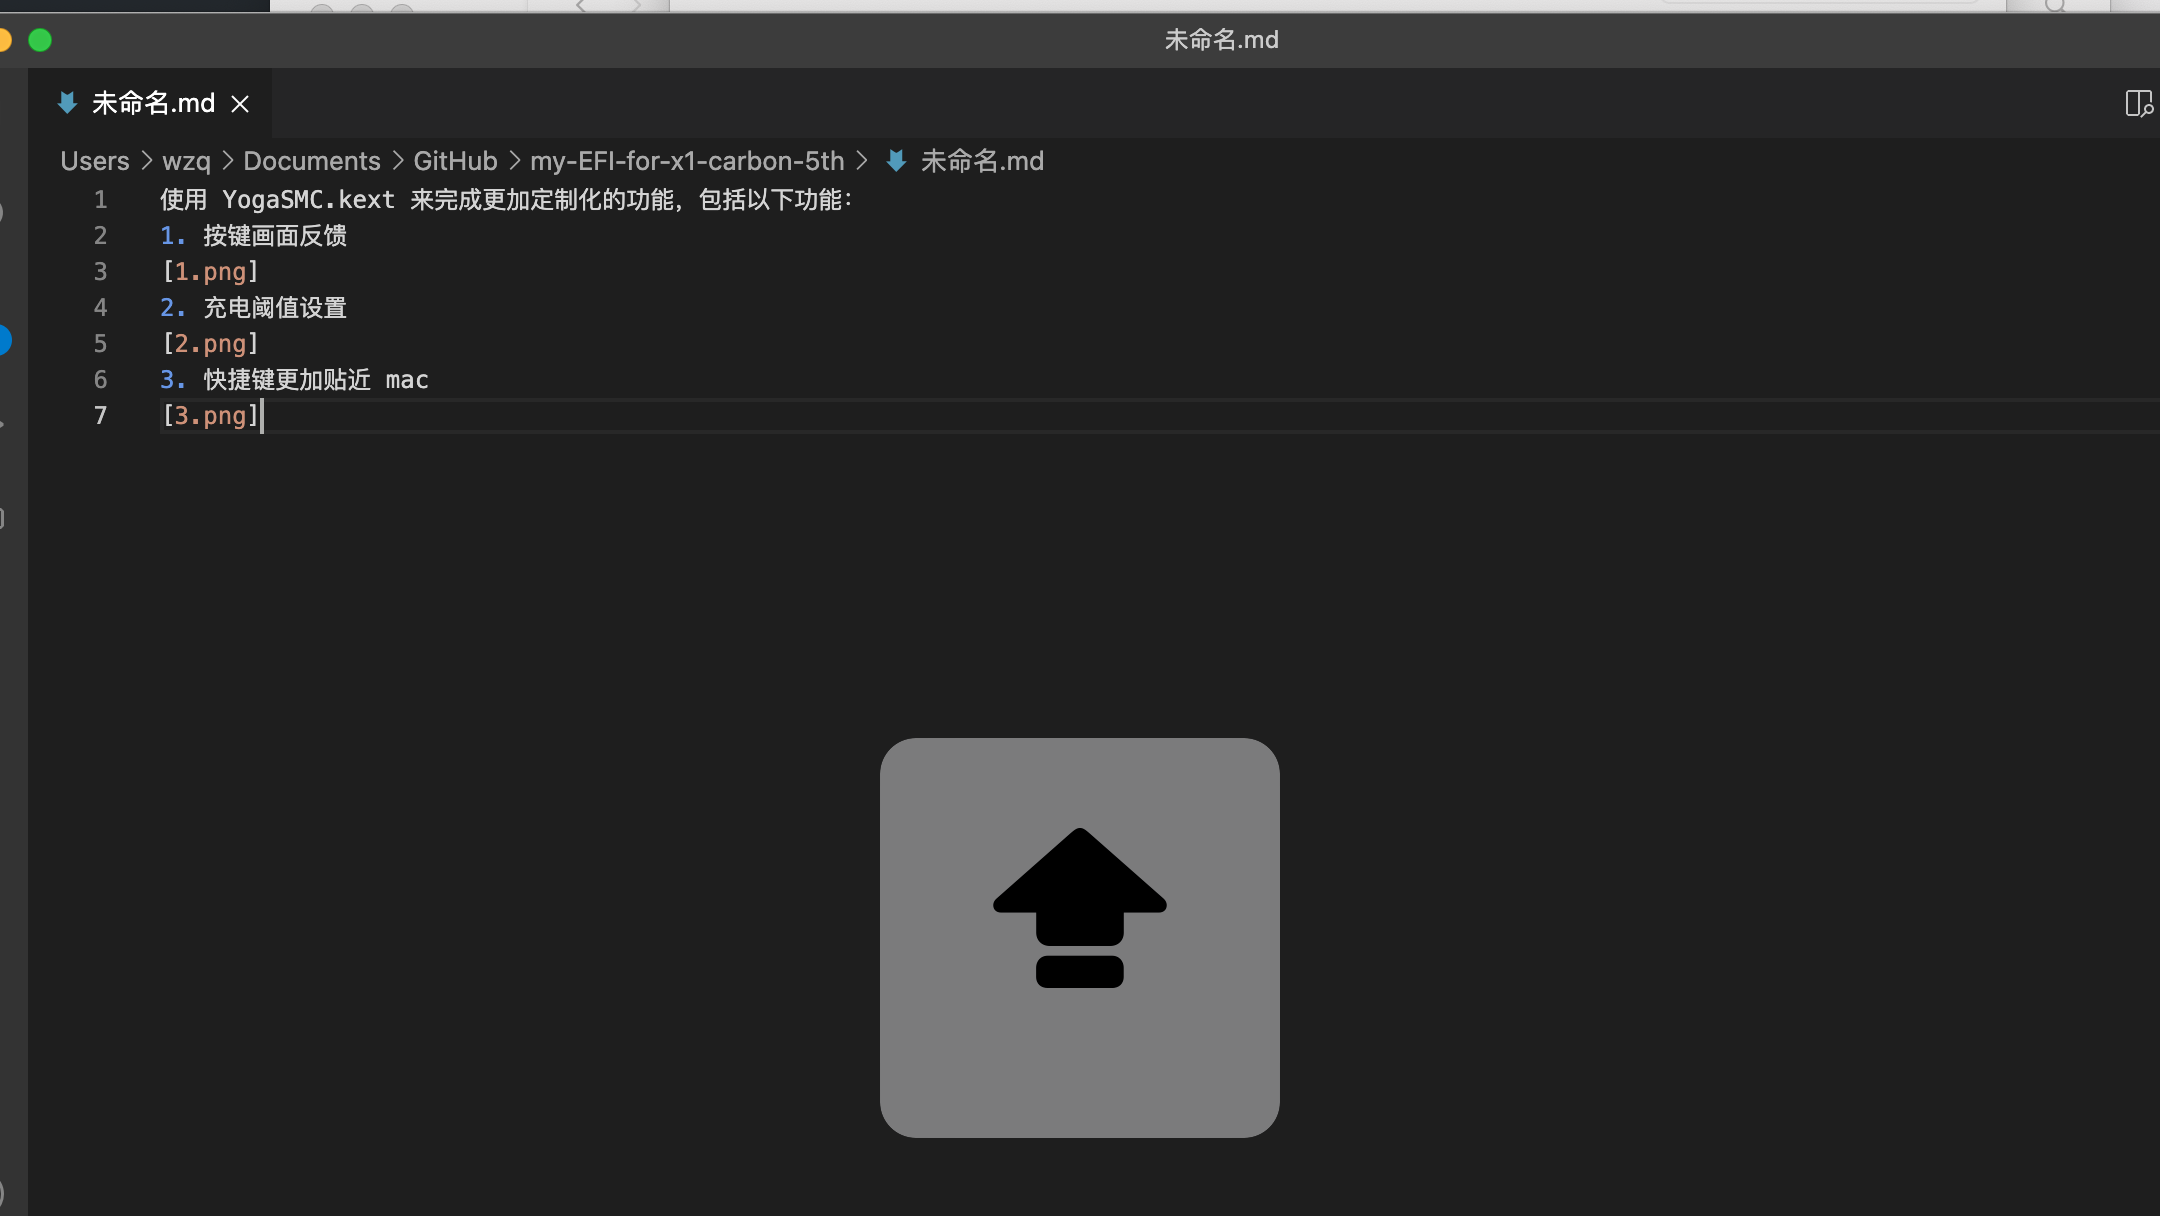 未命名.md
未命名.md
Users > wzq > Documents > GitHub > my-EFI-for-x1-carbon-5th > 未命名.md
1 使用 YogaSMC.kext 来完成更加定制化的功能，包括以下功能：
2 1. 按键画面反馈
3 [1.png]
4 2. 充电阈值设置
5 [2.png]
6 3. 快捷键更加贴近 mac
7 [3.png]